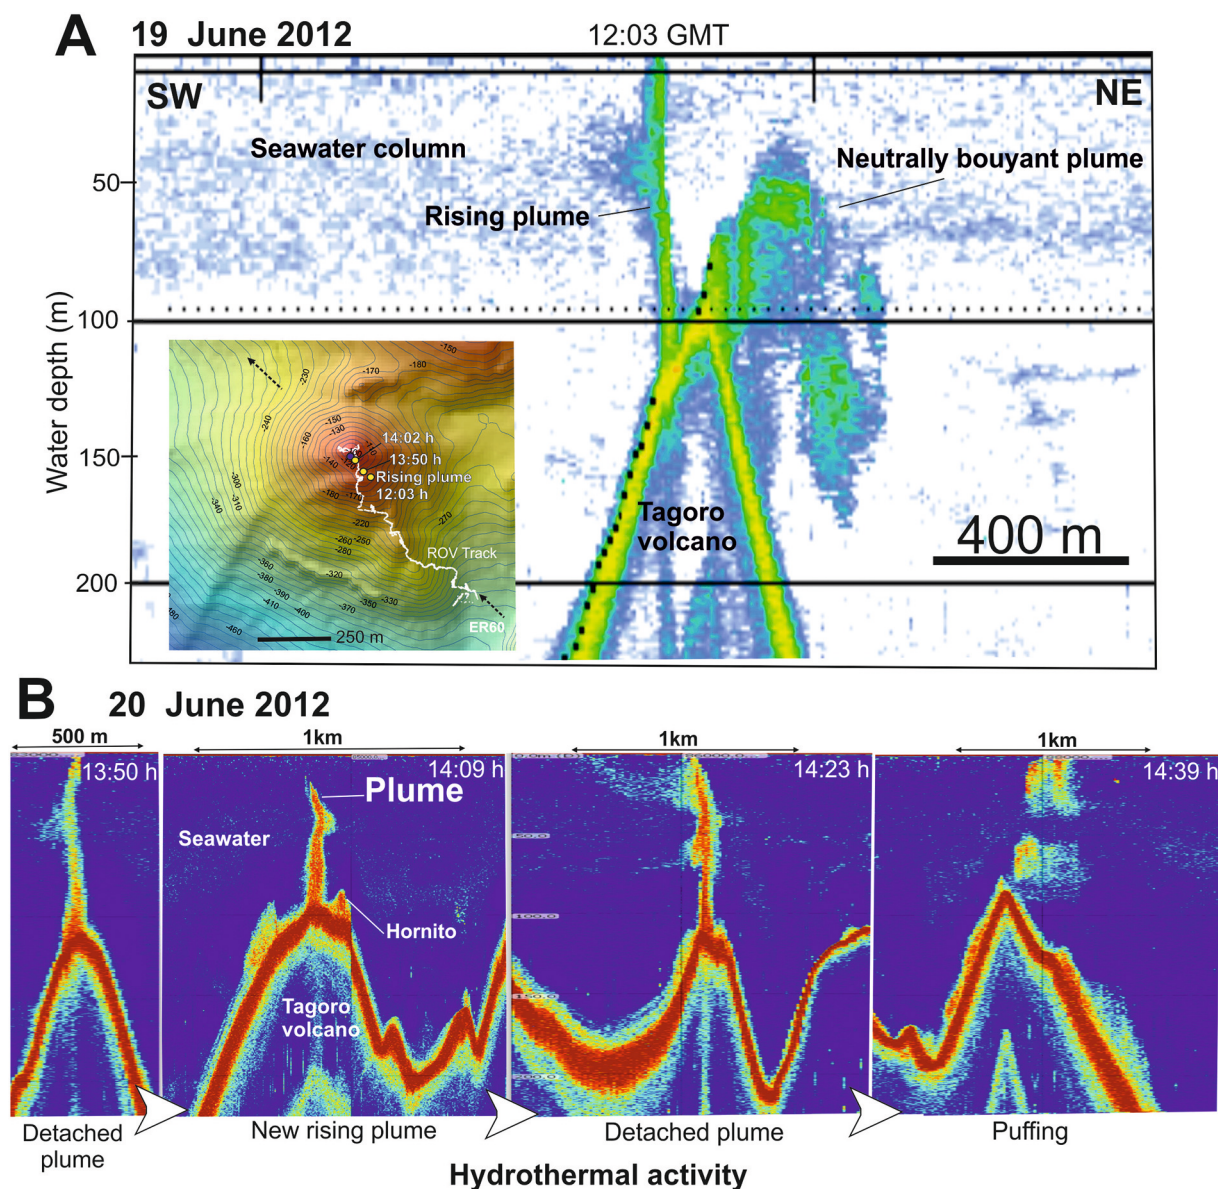 A 19 June 2012 12:03 GMT
SW
NE
Seawater column
Neutrally bouyant plume
Rising plume
Water depth (m)
50
100
150
200
Tagoro
volcano
400 m
-150
-180
-170
-230
-240
-150
-130
-160
-140
14:02 h
13:50 h
Rising plume
12:03 h
-300
-310
-340
-180
-170
-220
-260
-250
-280
-270
ROV Track
-360
-380
-390
-410
-400
-320
-370
-350
-330
-460
ER60
250 m
B 20 June 2012
500 m
1km
1km
1km
13:50 h
14:09 h
14:23 h
14:39 h
Plume
Seawater
Hornito
Tagoro
volcano
Detached
plume
New rising plume
Detached plume
Puffing
Hydrothermal activity